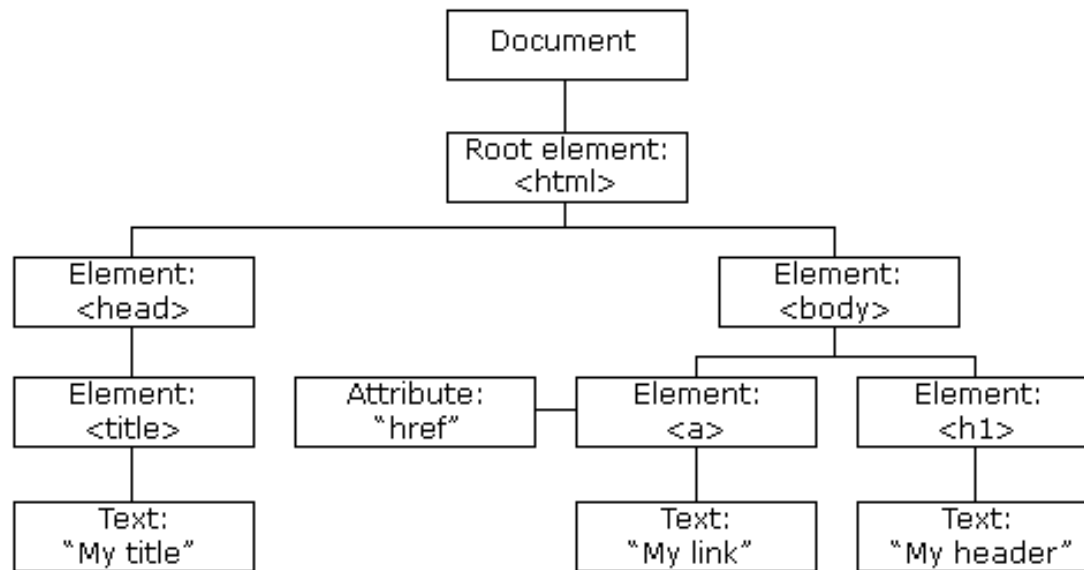 Document
Root element:
<html>
Element:
<head>
Element:
<body>
Element:
<title>
Attribute:
“href”
Element:
<a>
Element:
<h1>
Text:
“My title”
Text:
“My link”
Text:
“My header”